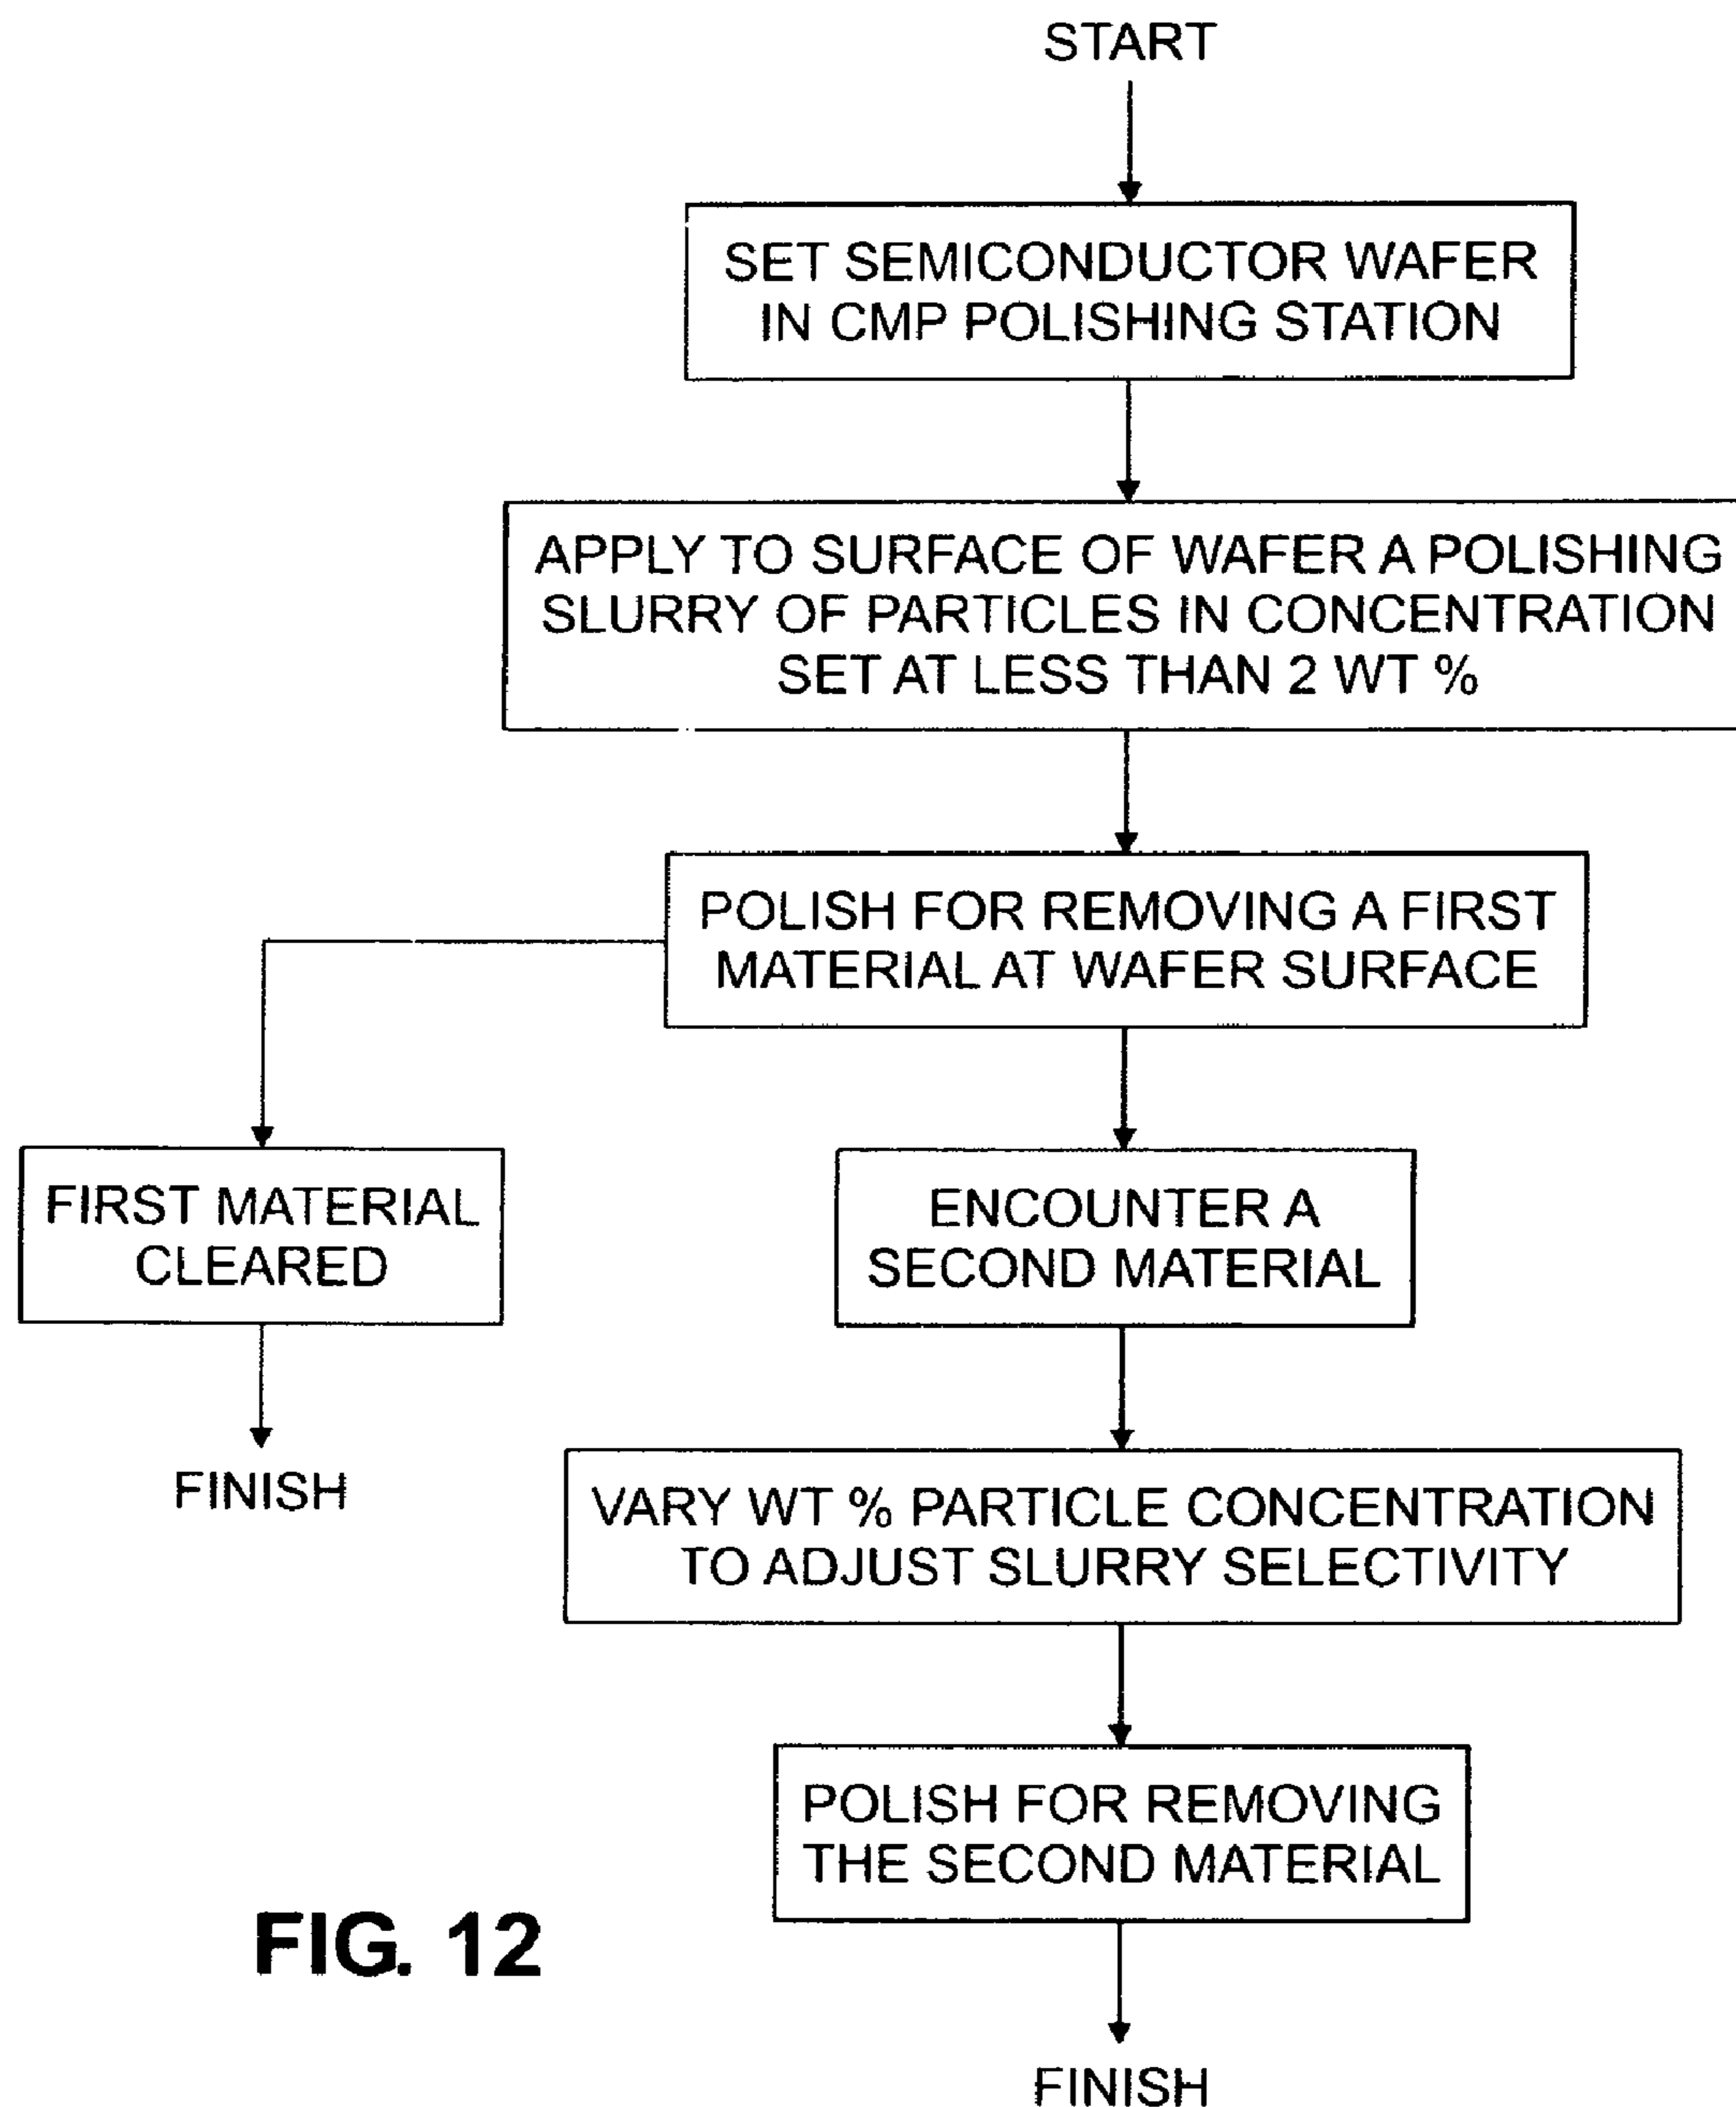 START
SET SEMICONDUCTOR WAFER
IN CMP POLISHING STATION
APPLY TO SURFACE OF WAFER A POLISHING
SLURRY OF PARTICLES IN CONCENTRATION
SET AT LESS THAN 2 WT %
POLISH FOR REMOVING A FIRST
MATERIAL AT WAFER SURFACE
FIRST MATERIAL
CLEARED
FINISH
ENCOUNTER A
SECOND MATERIAL
VARY WT % PARTICLE CONCENTRATION
TO ADJUST SLURRY SELECTIVITY
POLISH FOR REMOVING
THE SECOND MATERIAL
FINISH
FIG. 12